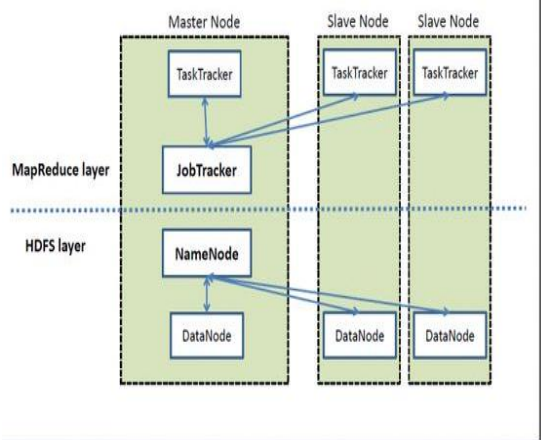 Master Node
Slave Node
Slave Node
TaskTracker
TaskTracker
TaskTracker
MapReduce layer
JobTracker
HDFS layer
NameNode
DataNode
DataNode
DataNode